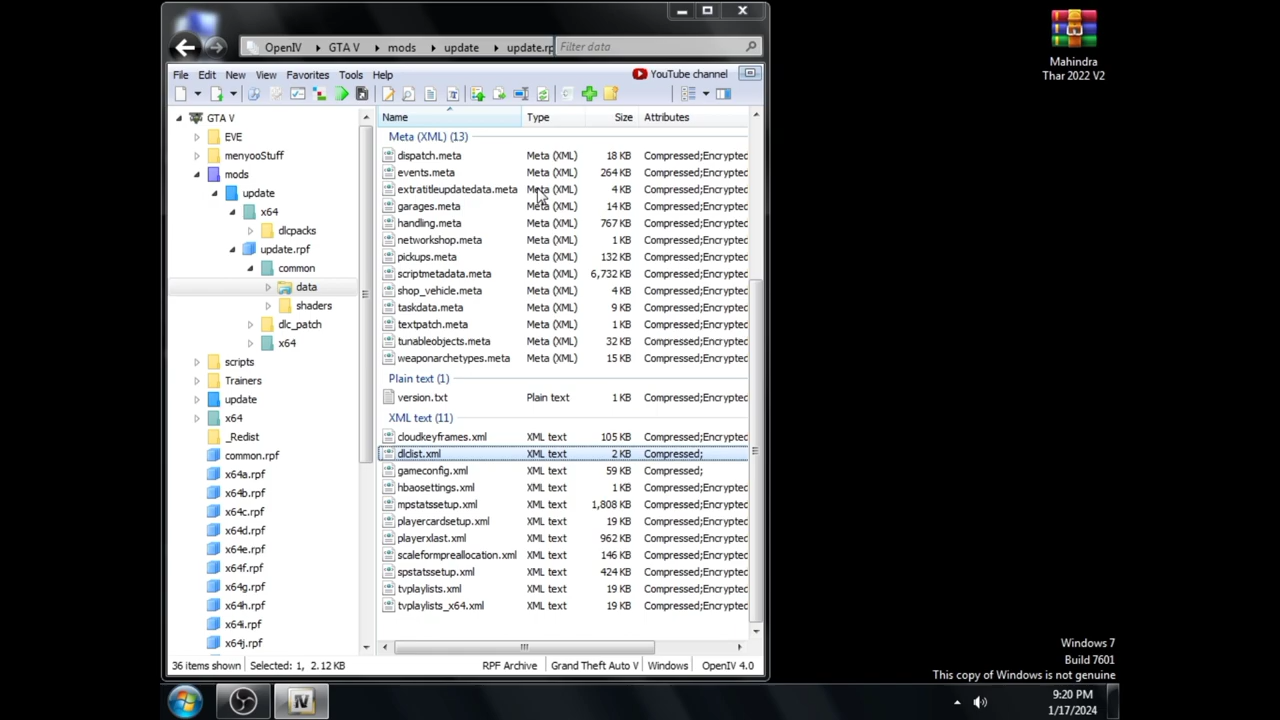 OpenIV GTA V mods update update.rp Filter data
File Edit New View Favorites Tools Help YouTube channel
GTA V
EVE
menyooStuff
mods
update
x64
dlcpacks
update.rpf
common
data
shaders
dlc_patch
x64
scripts
Trainers
update
x64
_Redist
common.rpf
x64a.rpf
x64b.rpf
x64c.rpf
x64d.rpf
x64e.rpf
x64f.rpf
x64g.rpf
x64h.rpf
x64i.rpf
x64j.rpf
Name Type Size Attributes
Meta (XML) (13)
dispatch.meta Meta (XML) 18 KB Compressed;Encrypted
events.meta Meta (XML) 264 KB Compressed;Encrypted
extratitleupdatedata.meta Meta (XML) 4 KB Compressed;Encrypted
garages.meta Meta (XML) 14 KB Compressed;Encrypted
handling.meta Meta (XML) 767 KB Compressed;Encrypted
networkshop.meta Meta (XML) 1 KB Compressed;Encrypted
pickups.meta Meta (XML) 132 KB Compressed;Encrypted
scriptmetadata.meta Meta (XML) 6,732 KB Compressed;Encrypted
shop_vehicle.meta Meta (XML) 4 KB Compressed;Encrypted
taskdata.meta Meta (XML) 9 KB Compressed;Encrypted
textpatch.meta Meta (XML) 1 KB Compressed;Encrypted
tunableobjects.meta Meta (XML) 32 KB Compressed;Encrypted
weaponarchetypes.meta Meta (XML) 15 KB Compressed;Encrypted
Plain text (1)
version.txt Plain text 1 KB Compressed;Encrypted
XML text (11)
cloudkeyframes.xml XML text 105 KB Compressed;Encrypted
dlclist.xml XML text 2 KB Compressed;
gameconfig.xml XML text 59 KB Compressed;
hbaosettings.xml XML text 1 KB Compressed;Encrypted
mpstatssetup.xml XML text 1,808 KB Compressed;Encrypted
playercardsetup.xml XML text 19 KB Compressed;Encrypted
playerxlast.xml XML text 962 KB Compressed;Encrypted
scaleformpreallocation.xml XML text 146 KB Compressed;Encrypted
spstatssetup.xml XML text 424 KB Compressed;Encrypted
tvplaylists.xml XML text 19 KB Compressed;Encrypted
tvplaylists_x64.xml XML text 19 KB Compressed;Encrypted
36 items shown Selected: 1, 2.12 KB RPF Archive Grand Theft Auto V Windows OpenIV 4.0
Mahindra
Thar 2022 V2
Windows 7
Build 7601
This copy of Windows is not genuine
9:20 PM
1/17/2024